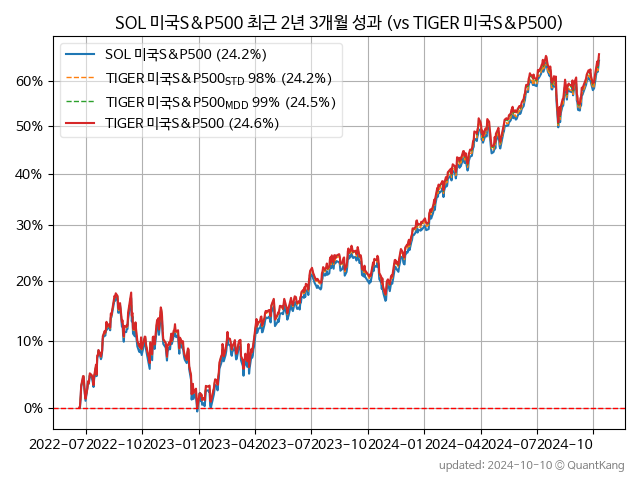 SOL 미국S&P500 최근 2년 3개월 성과 (vs TIGER 미국S&P500)
SOL 미국S&P500 (24.2%)
TIGER 미국S&P500STD 98% (24.2%)
TIGER 미국S&P500MDD 99% (24.5%)
TIGER 미국S&P500 (24.6%)
60%
50%
40%
30%
20%
10%
0%
2022-07 2022-10 2023-01 2023-04 2023-07 2023-10 2024-01 2024-04 2024-07 2024-10
updated: 2024-10-10 © QuantKang